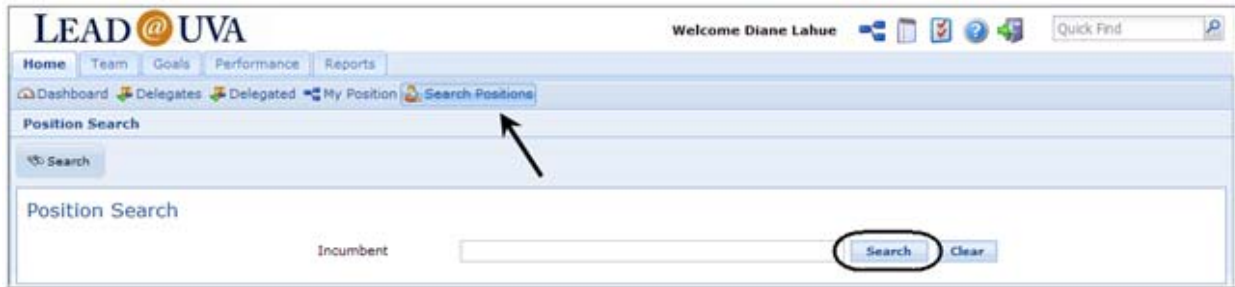 LEAD@UVA
Welcome Diane Lahue
Quick Find
Home Team Goals Performance Reports
Dashboard Delegates Delegated My Position Search Positions
Position Search
Search
Position Search
Incumbent Search Clear